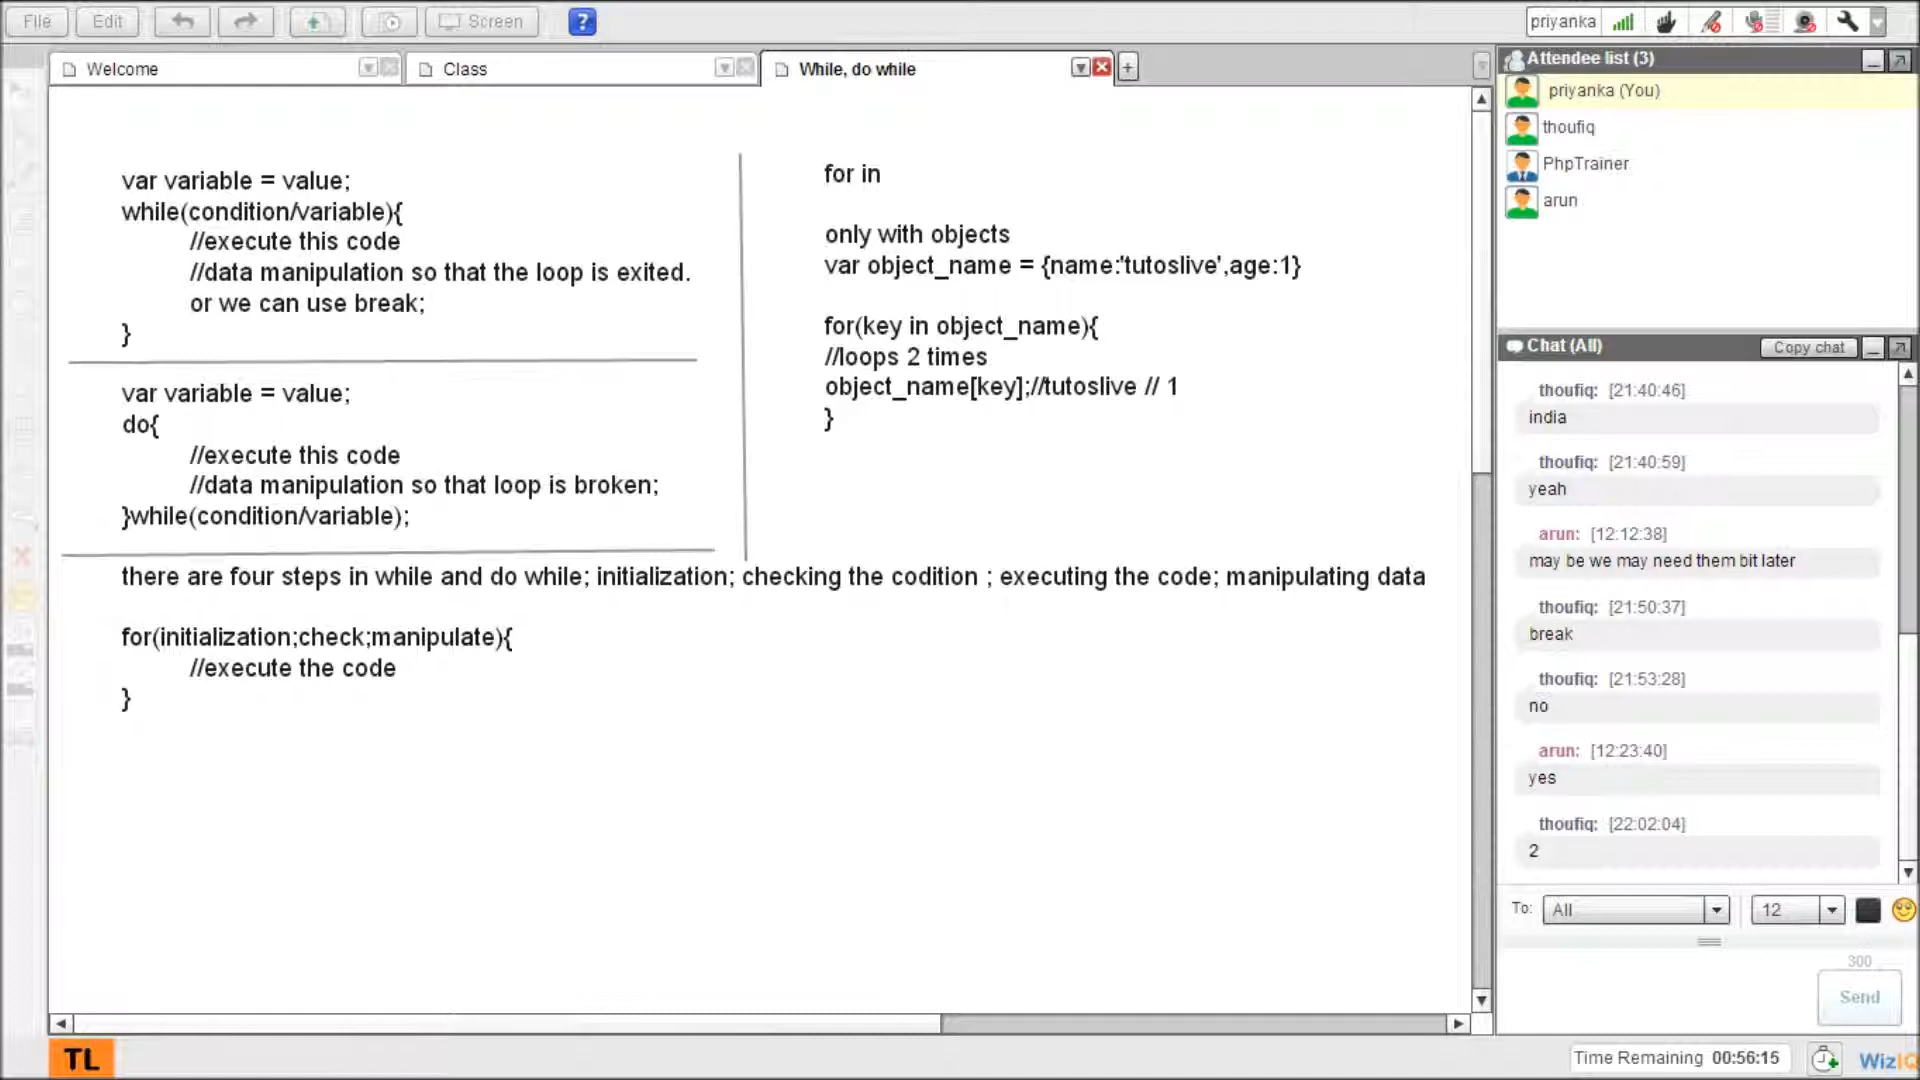 File
Edit
Screen
?
priyanka
Welcome
Class
While, do while
+
var variable = value;
while(condition/variable){
//execute this code
//data manipulation so that the loop is exited.
or we can use break;
}
var variable = value;
do{
//execute this code
//data manipulation so that loop is broken;
}while(condition/variable);
there are four steps in while and do while; initialization; checking the codition ; executing the code; manipulating data
for(initialization;check;manipulate){
//execute the code
}
for in
only with objects
var object_name = {name:'tutoslive',age:1}
for(key in object_name){
//loops 2 times
object_name[key];//tutoslive // 1
}
Attendee list (3)
priyanka (You)
thoufiq
PhpTrainer
arun
Chat (All)
Copy chat
thoufiq: [21:40:46]
india
thoufiq: [21:40:59]
yeah
arun: [12:12:38]
may be we may need them bit later
thoufiq: [21:50:37]
break
thoufiq: [21:53:28]
no
arun: [12:23:40]
yes
thoufiq: [22:02:04]
2
To: All 12
300
Send
TL
Time Remaining 00:56:15
WizIQ